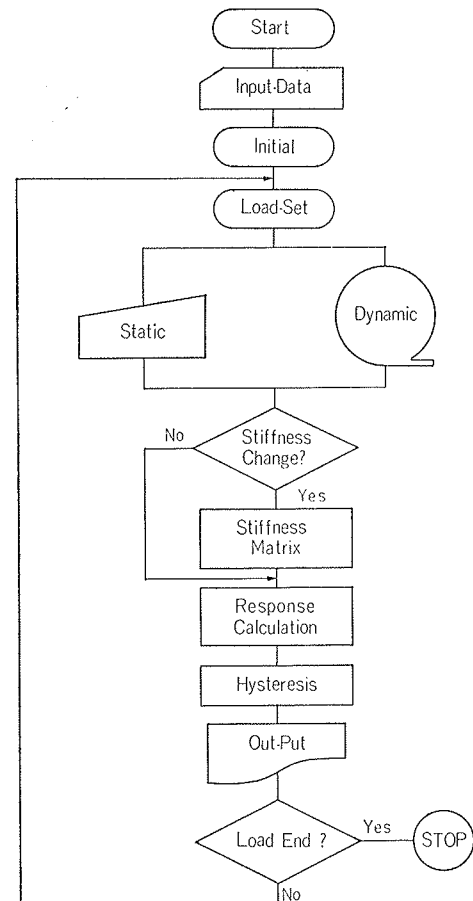 Start
Input-Data
Initial
Load-Set
Static
Dynamic
No
Stiffness
Change?
Yes
Stiffness
Matrix
Response
Calculation
Hysteresis
Out-Put
Load End ?
Yes
STOP
No